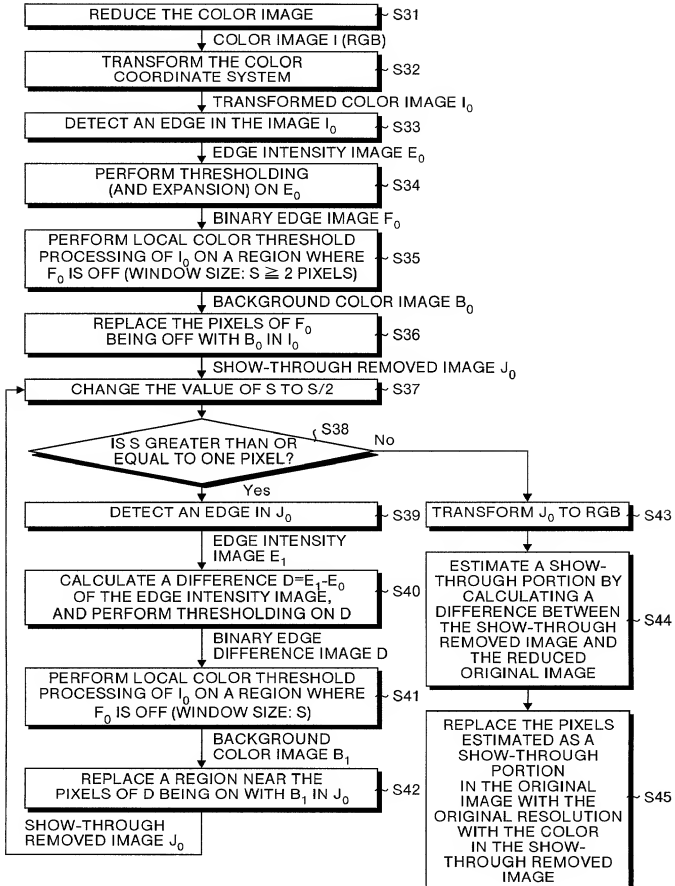 REDUCE THE COLOR IMAGE
S31
COLOR IMAGE I (RGB)
TRANSFORM THE COLOR
COORDINATE SYSTEM
S32
TRANSFORMED COLOR IMAGE I₀
DETECT AN EDGE IN THE IMAGE I₀
S33
EDGE INTENSITY IMAGE E₀
PERFORM THRESHOLDING
(AND EXPANSION) ON E₀
S34
BINARY EDGE IMAGE F₀
PERFORM LOCAL COLOR THRESHOLD
PROCESSING OF I₀ ON A REGION WHERE
F₀ IS OFF (WINDOW SIZE: S ≧ 2 PIXELS)
S35
BACKGROUND COLOR IMAGE B₀
REPLACE THE PIXELS OF F₀
BEING OFF WITH B₀ IN I₀
S36
SHOW-THROUGH REMOVED IMAGE J₀
CHANGE THE VALUE OF S TO S/2
S37
IS S GREATER THAN OR
EQUAL TO ONE PIXEL?
S38
No
Yes
DETECT AN EDGE IN J₀
S39
EDGE INTENSITY
IMAGE E₁
CALCULATE A DIFFERENCE D=E₁-E₀
OF THE EDGE INTENSITY IMAGE,
AND PERFORM THRESHOLDING ON D
S40
BINARY EDGE
DIFFERENCE IMAGE D
PERFORM LOCAL COLOR THRESHOLD
PROCESSING OF I₀ ON A REGION WHERE
F₀ IS OFF (WINDOW SIZE: S)
S41
BACKGROUND
COLOR IMAGE B₁
REPLACE A REGION NEAR THE
PIXELS OF D BEING ON WITH B₁ IN J₀
S42
SHOW-THROUGH
REMOVED IMAGE J₀
TRANSFORM J₀ TO RGB
S43
ESTIMATE A SHOW-
THROUGH PORTION BY
CALCULATING A
DIFFERENCE BETWEEN
THE SHOW-THROUGH
REMOVED IMAGE AND
THE REDUCED
ORIGINAL IMAGE
S44
REPLACE THE PIXELS
ESTIMATED AS A
SHOW-THROUGH
PORTION
IN THE ORIGINAL
IMAGE WITH THE
ORIGINAL RESOLUTION
WITH THE COLOR
IN THE SHOW-
THROUGH REMOVED
IMAGE
S45